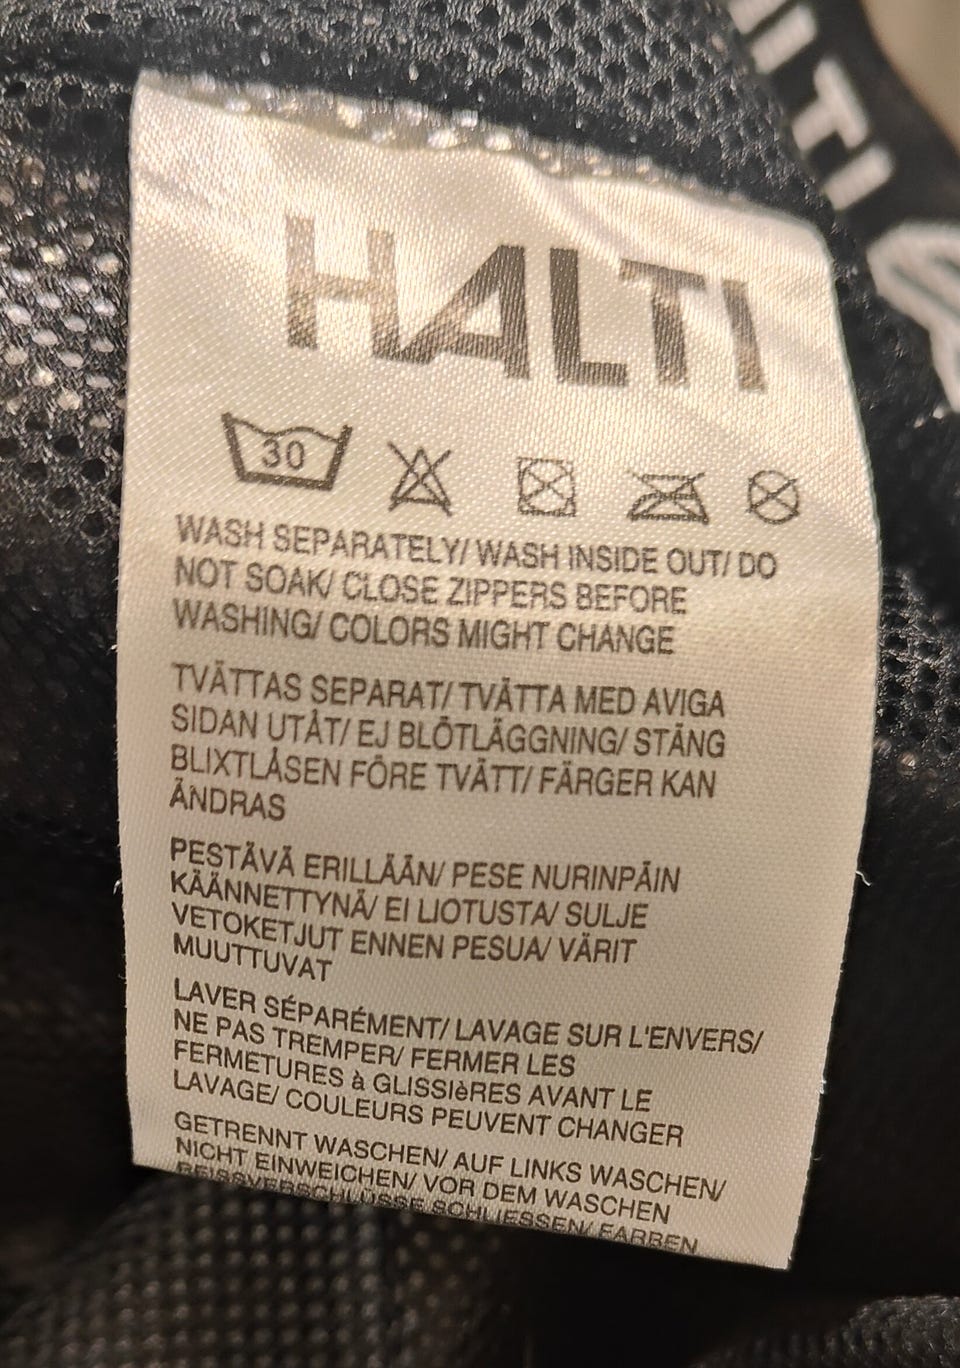 HALTI
30
WASH SEPARATELY/ WASH INSIDE OUT/ DO
NOT SOAK/ CLOSE ZIPPERS BEFORE
WASHING/ COLORS MIGHT CHANGE
TVÄTTAS SEPARAT/ TVÄTTA MED AVIGA
SIDAN UTÅT/ EJ BLÖTLÄGGNING/ STÄNG
BLIXTLÅSEN FÖRE TVÄTT/ FÄRGER KAN
ÄNDRAS
PESTÄVÄ ERILLÄÄN/ PESE NURINPÄIN
KÄÄNNETTYNÄ/ EI LIOTUSTA/ SULJE
VETOKETJUT ENNEN PESUA/ VÄRIT
MUUTTUVAT
LAVER SÉPARÉMENT/ LAVAGE SUR L'ENVERS/
NE PAS TREMPER/ FERMER LES
FERMETURES à GLISSIèRES AVANT LE
LAVAGE/ COULEURS PEUVENT CHANGER
GETRENNT WASCHEN/ AUF LINKS WASCHEN/
NICHT EINWEICHEN/ VOR DEM WASCHEN
REISSVERSCHLÜSSE SCHLIESSEN/ FARBEN